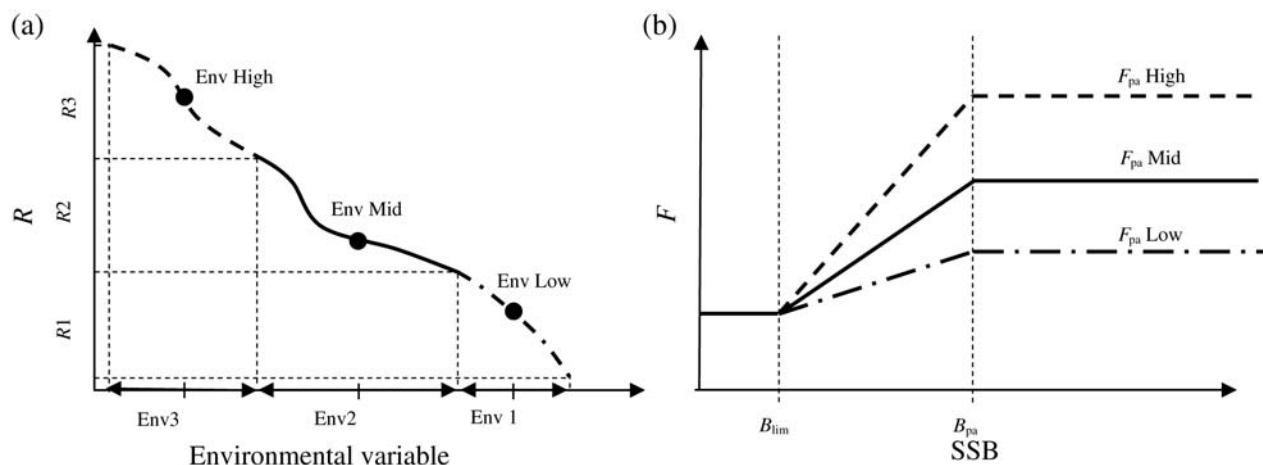 (a)
R
R3
R2
R1
Env High
Env Mid
Env Low
Env3
Env2
Env 1
Environmental variable
(b)
F
Fpa High
Fpa Mid
Fpa Low
Blim
Bpa
SSB